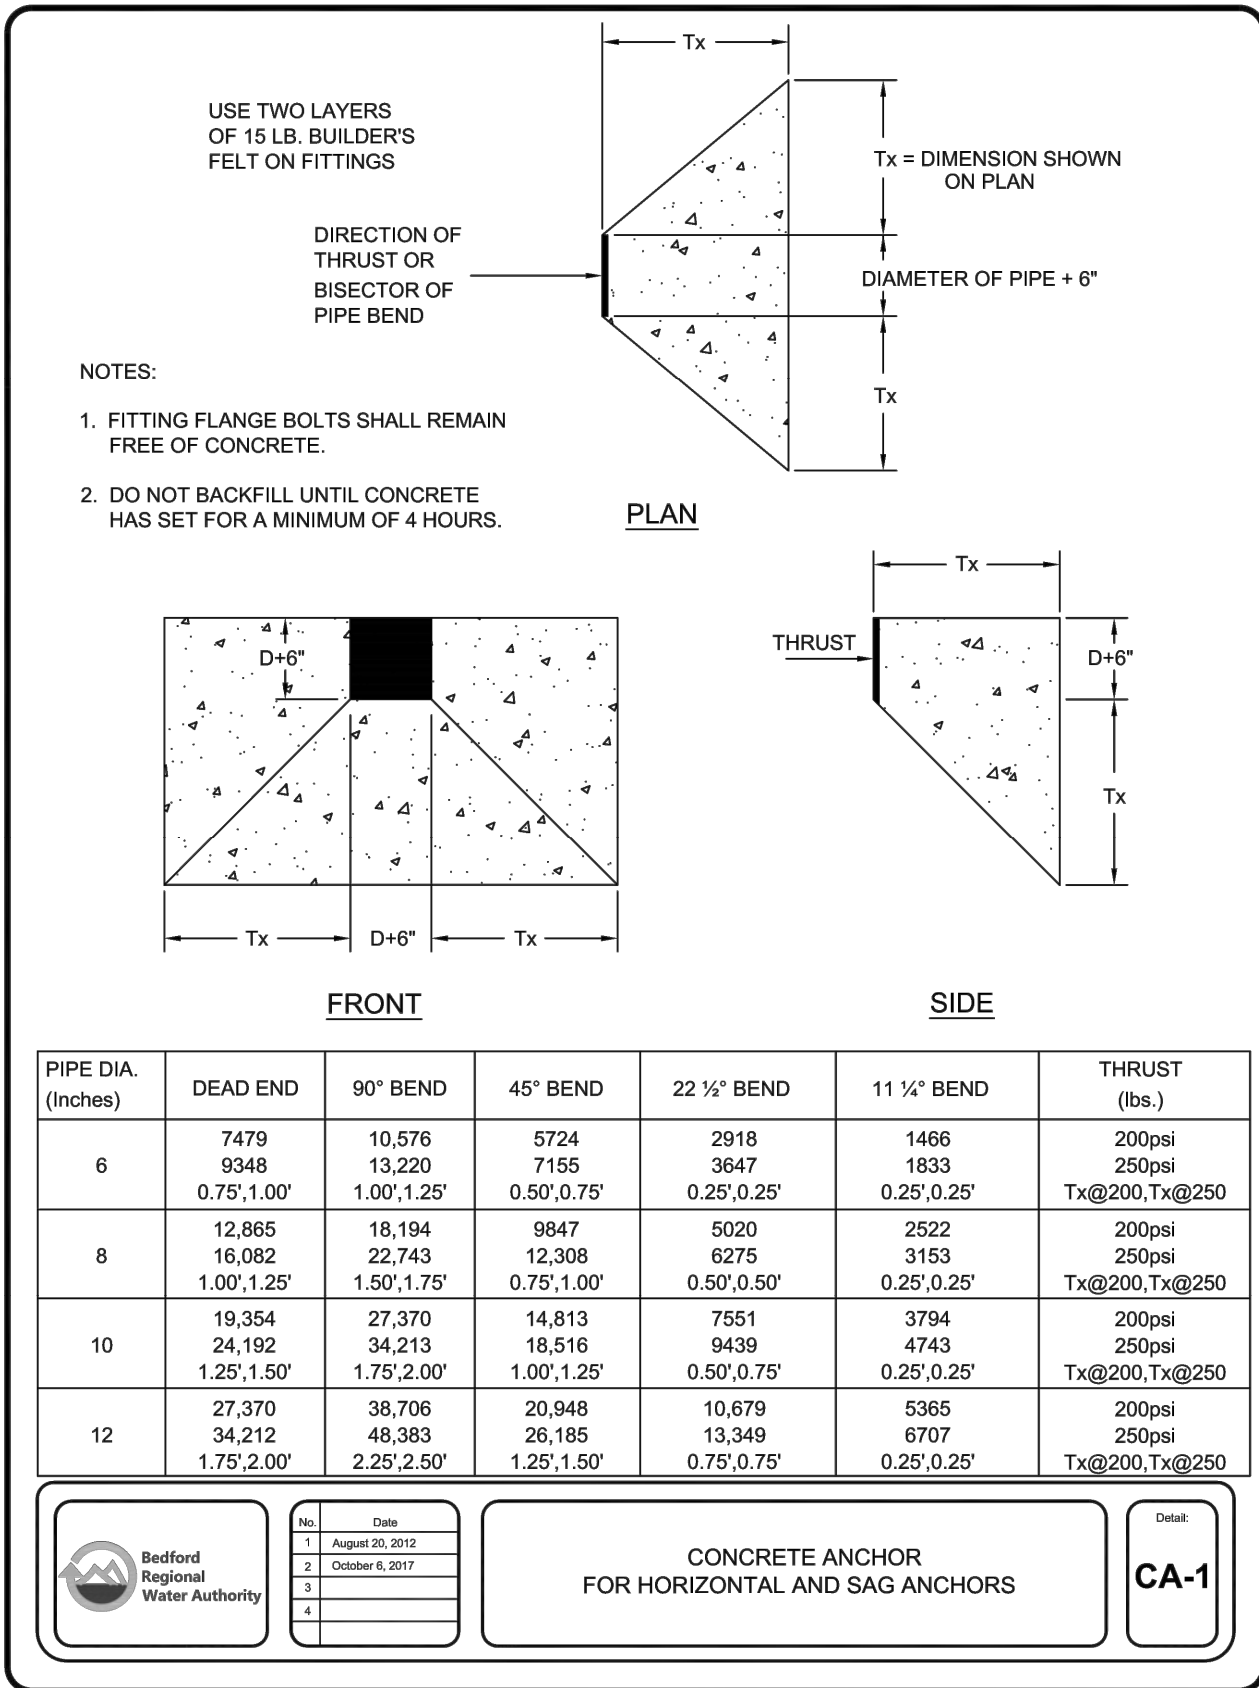 Tx
USE TWO LAYERS
OF 15 LB. BUILDER'S
FELT ON FITTINGS
Tx = DIMENSION SHOWN
ON PLAN
DIRECTION OF
THRUST OR
BISECTOR OF
PIPE BEND
DIAMETER OF PIPE + 6"
Tx
NOTES:
1. FITTING FLANGE BOLTS SHALL REMAIN
FREE OF CONCRETE.
2. DO NOT BACKFILL UNTIL CONCRETE
HAS SET FOR A MINIMUM OF 4 HOURS.
PLAN
D+6"
Tx
D+6"
Tx
FRONT
Tx
THRUST
D+6"
Tx
SIDE
PIPE DIA. DEAD END 90° BEND 45° BEND 22 ½° BEND 11 ¼° BEND THRUST
(Inches) (lbs.)
7479 10,576 5724 2918 1466 200psi
6 9348 13,220 7155 3647 1833 250psi
0.75',1.00' 1.00',1.25' 0.50',0.75' 0.25',0.25' 0.25',0.25' Tx@200,Tx@250
12,865 18,194 9847 5020 2522 200psi
8 16,082 22,743 12,308 6275 3153 250psi
1.00',1.25' 1.50',1.75' 0.75',1.00' 0.50',0.50' 0.25',0.25' Tx@200,Tx@250
19,354 27,370 14,813 7551 3794 200psi
10 24,192 34,213 18,516 9439 4743 250psi
1.25',1.50' 1.75',2.00' 1.00',1.25' 0.50',0.75' 0.25',0.25' Tx@200,Tx@250
27,370 38,706 20,948 10,679 5365 200psi
12 34,212 48,383 26,185 13,349 6707 250psi
1.75',2.00' 2.25',2.50' 1.25',1.50' 0.75',0.75' 0.25',0.25' Tx@200,Tx@250
Bedford
Regional
Water Authority
No. Date
1 August 20, 2012
2 October 6, 2017
3
4
CONCRETE ANCHOR
FOR HORIZONTAL AND SAG ANCHORS
Detail:
CA-1